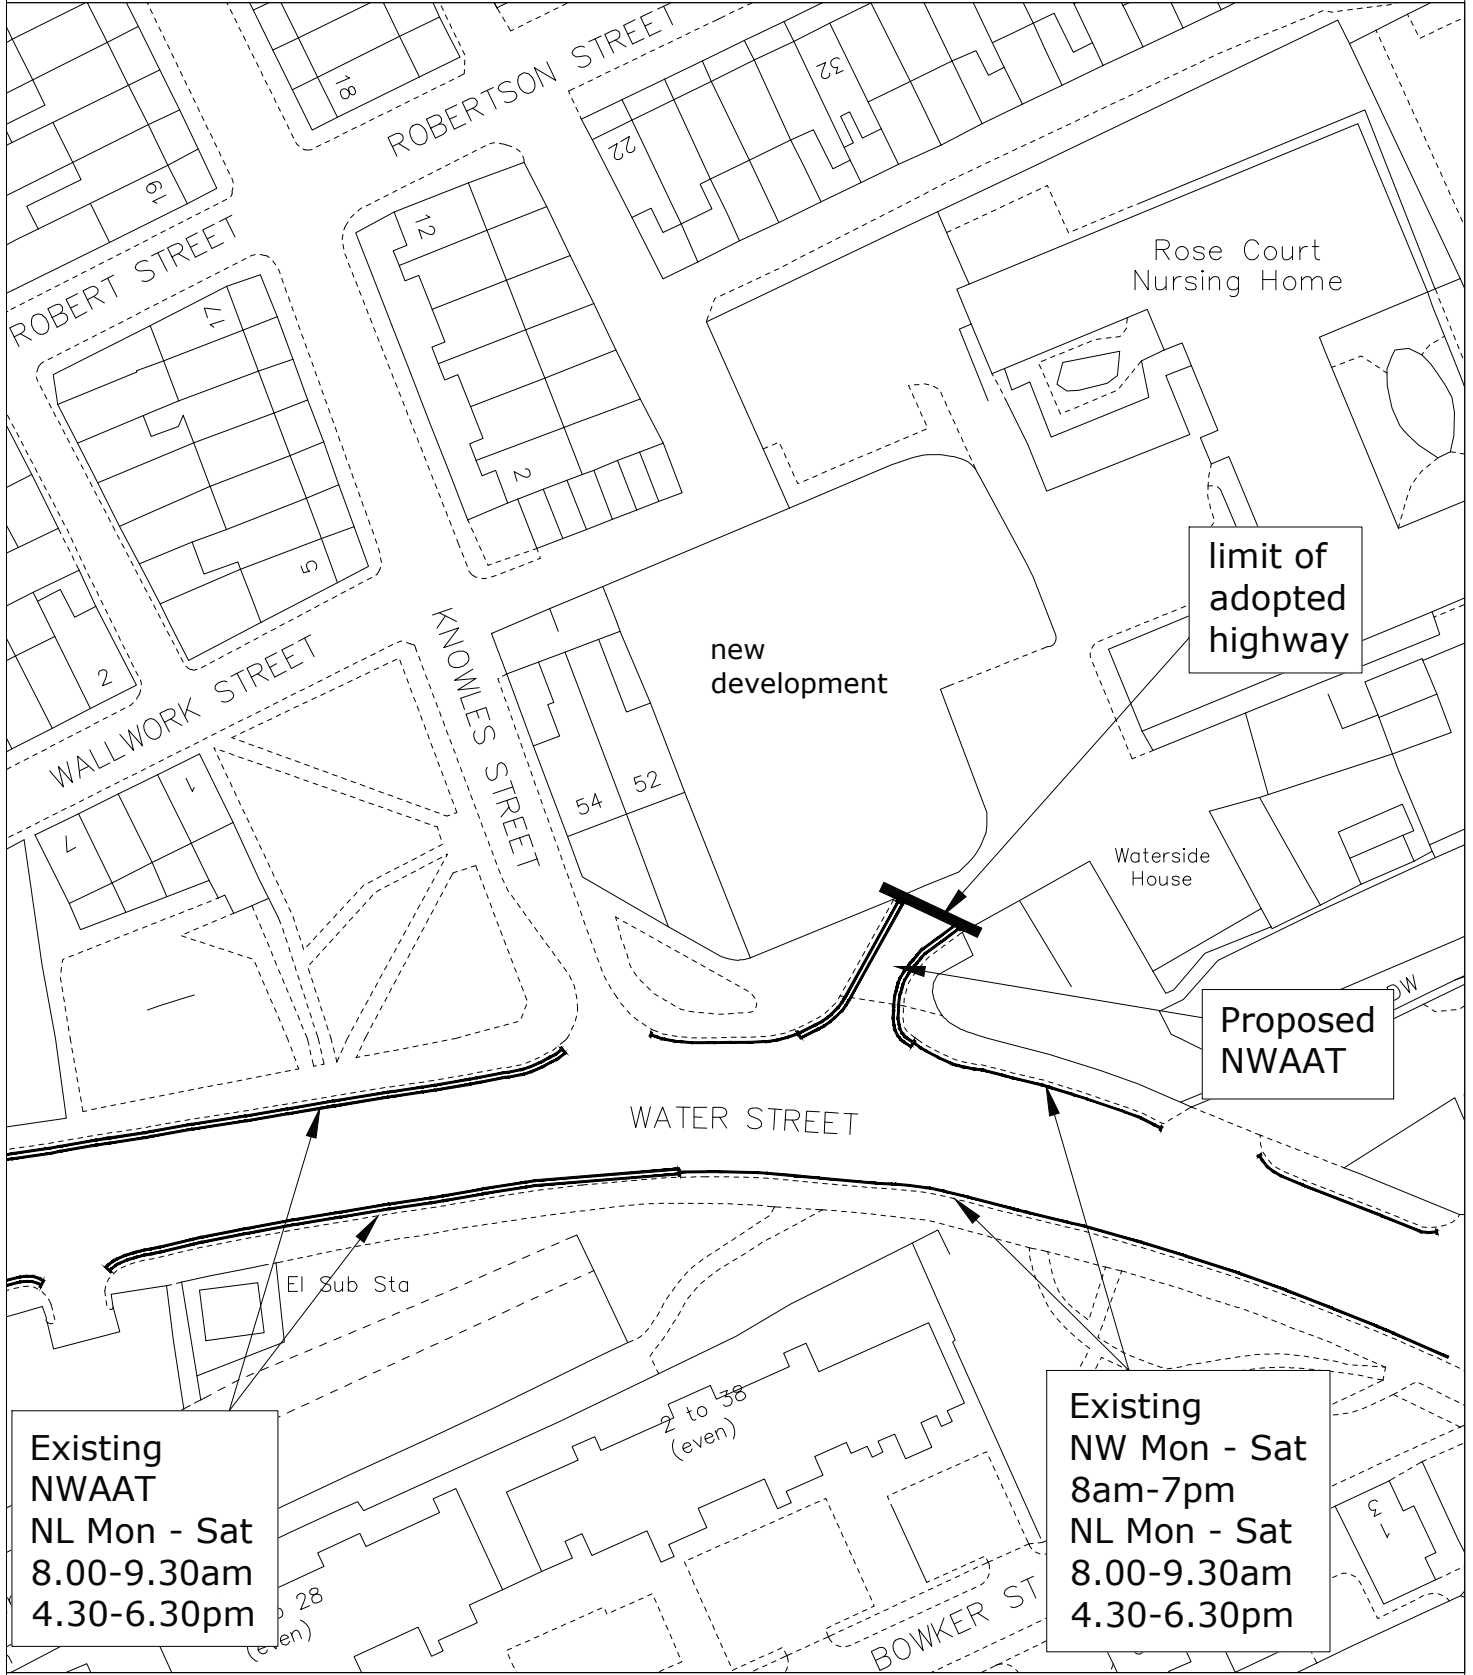 18
ROBERTSON STREET
32
22
19
ROBERT STREET
12
Rose Court
Nursing Home
17
2
5
limit of
adopted
highway
KNOWLES STREET
new
development
2
WALLWORK STREET
1
7
54
52
Waterside
House
Proposed
NWAAT
WATER STREET
El Sub Sta
2 to 38
(even)
Existing
NWAAT
NL Mon - Sat
8.00-9.30am
4.30-6.30pm
28
Existing
NW Mon - Sat
8am-7pm
NL Mon - Sat
8.00-9.30am
4.30-6.30pm
3
1
BOWKER ST